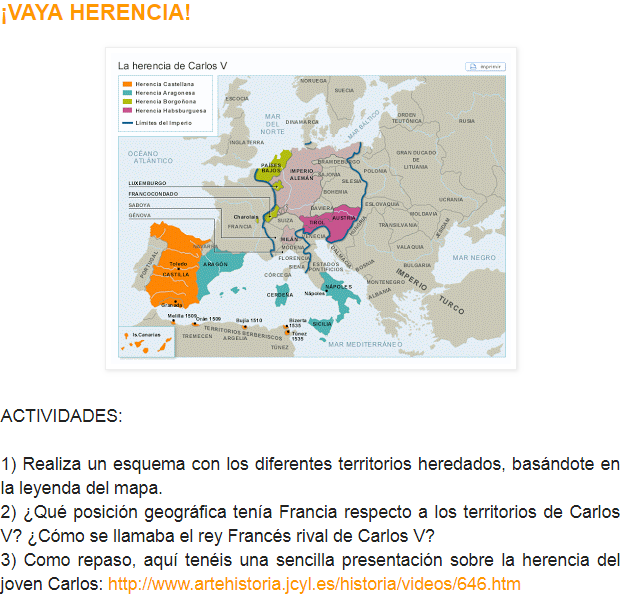 ¡VAYA HERENCIA!
La herencia de Carlos V
Imprimir
Herencia Castellana
Herencia Aragonesa
Herencia Borgoñona
Herencia Habsburguesa
Límites del Imperio
NORUEGA
SUECIA
ESCOCIA
MAR DEL NORTE
DINAMARCA
MAR BÁLTICO
ORDEN TEUTÓNICA
RUSIA
INGLATERRA
OCÉANO ATLÁNTICO
PAÍSES BAJOS
IMPERIO ALEMÁN
BRANDEBURGO
SAJONIA
SILESIA
POLONIA
GRAN DUCADO DE LITUANIA
BOHEMIA
LUXEMBURGO
FRANCOCONDADO
SABOYA
GÉNOVA
Charolais
FRANCIA
SUIZA
BAVIERA
TIROL
AUSTRIA
ESLOVAQUIA
HUNGRÍA
UCRANIA
MOLDAVIA
JENDAM
TRANSILVANIA
VALAQUIA
MILÁN
VENECIA
MÓDENA
FLORENCIA
SIENA
ESTADOS PONTIFICIOS
DALMACIA
BOSNIA
BULGARIA
MAR NEGRO
MONTENEGRO
ALBANIA
IMPERIO TURCO
CÓRCEGA
CERDEÑA
NÁPOLES
Nápoles
SICILIA
NAVARRA
ARAGÓN
PORTUGAL
Toledo
CASTILLA
Granada
Melilla 1505
Orán 1509
Bujía 1510
Bizerta 1535
Túnez 1535
TERRITORIOS BERBERISCOS
TREMECÉN
ARGELIA
TÚNEZ
MAR MEDITERRÁNEO
Is.Canarias
ACTIVIDADES:
1) Realiza un esquema con los diferentes territorios heredados, basándote en
la leyenda del mapa.
2) ¿Qué posición geográfica tenía Francia respecto a los territorios de Carlos
V? ¿Cómo se llamaba el rey Francés rival de Carlos V?
3) Como repaso, aquí tenéis una sencilla presentación sobre la herencia del
joven Carlos: http://www.artehistoria.jcyl.es/historia/videos/646.htm